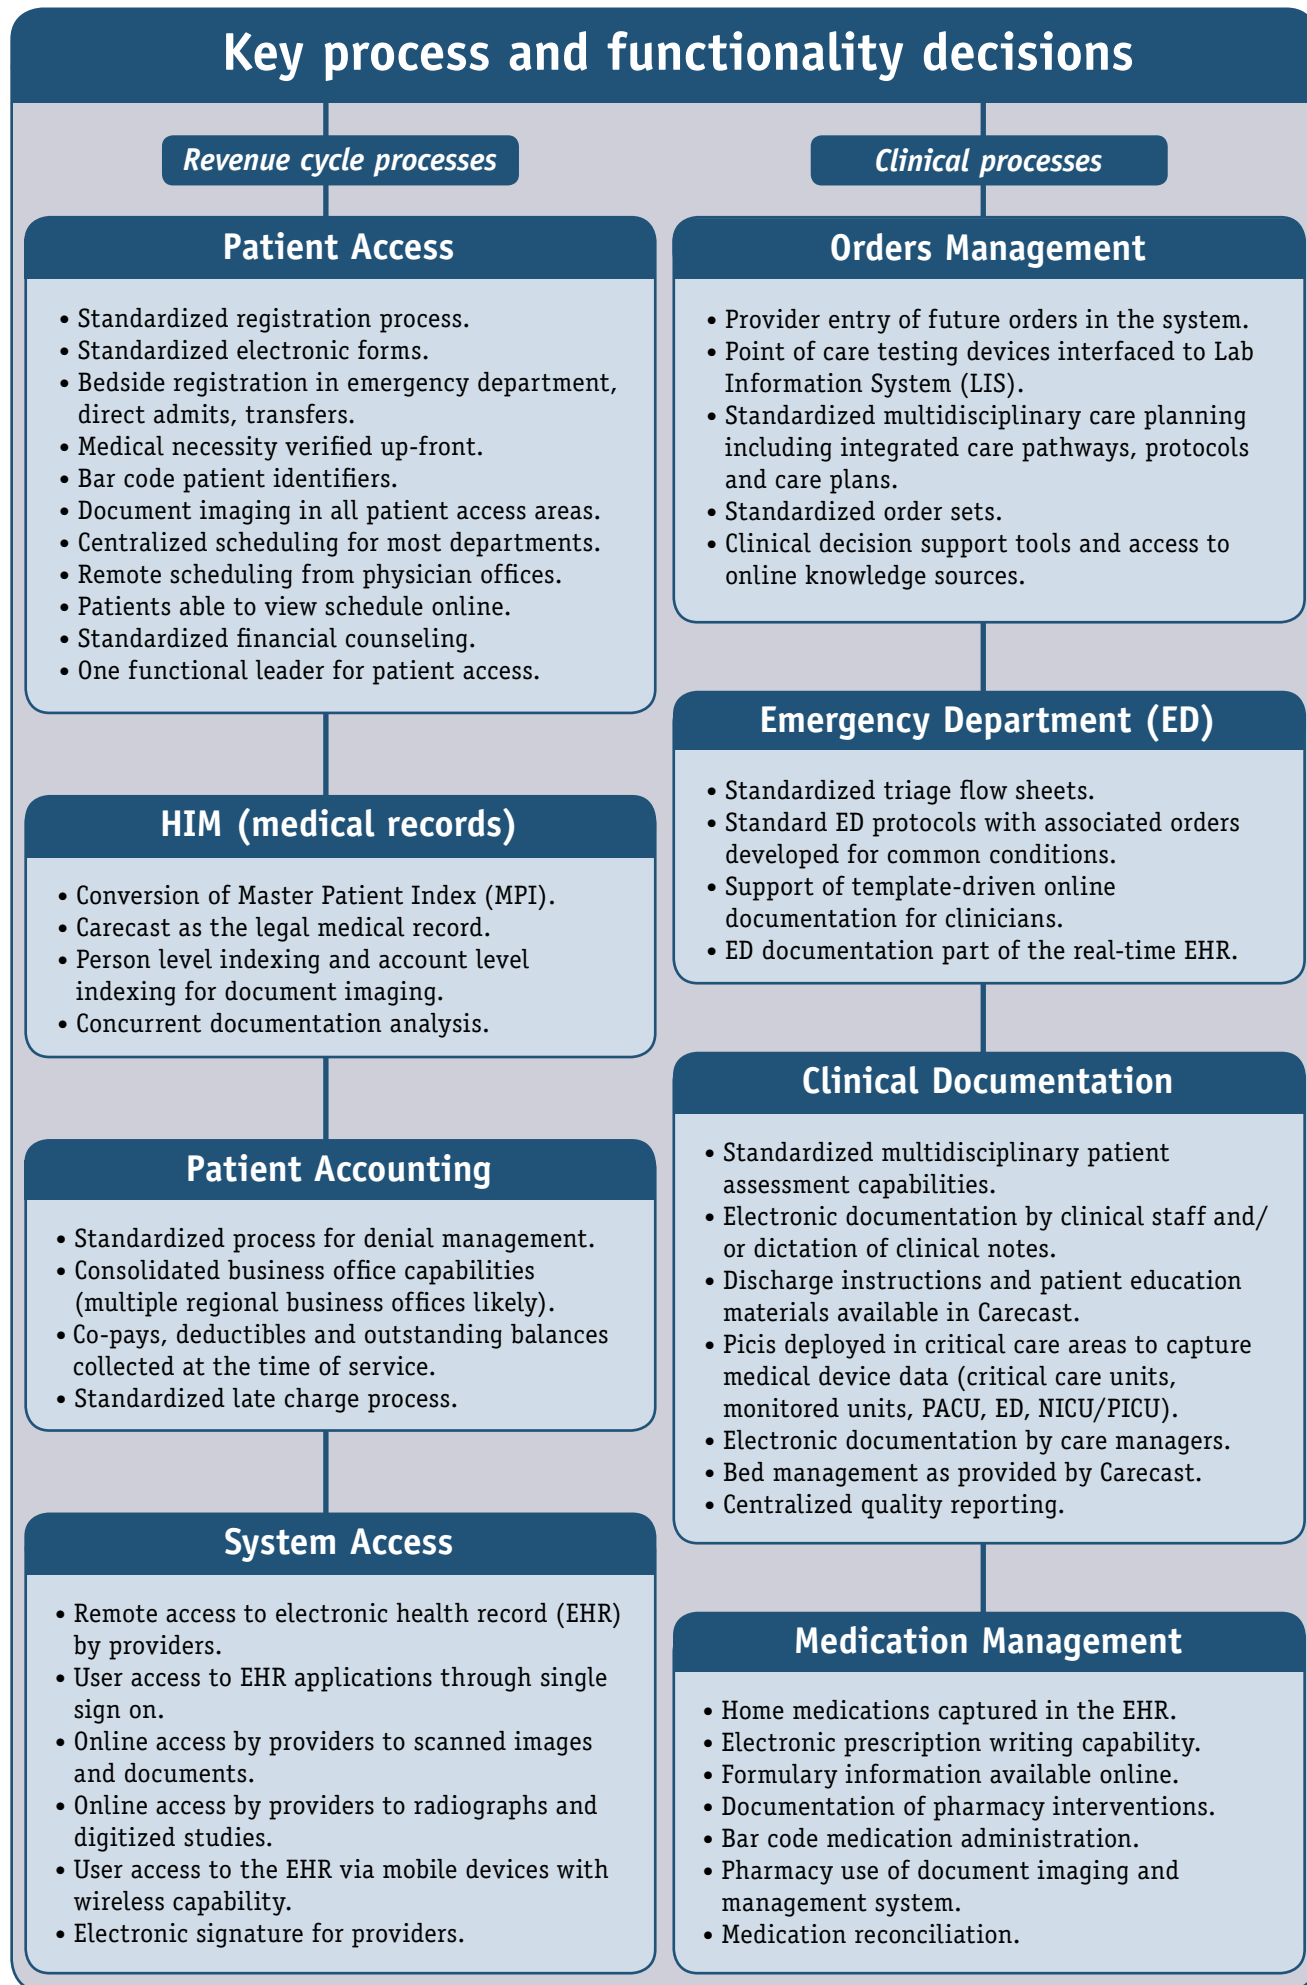 Key process and functionality decisions
Revenue cycle processes
Patient Access
• Standardized registration process.
• Standardized electronic forms.
• Bedside registration in emergency department,
direct admits, transfers.
• Medical necessity verified up-front.
• Bar code patient identifiers.
• Document imaging in all patient access areas.
• Centralized scheduling for most departments.
• Remote scheduling from physician offices.
• Patients able to view schedule online.
• Standardized financial counseling.
• One functional leader for patient access.
HIM (medical records)
• Conversion of Master Patient Index (MPI).
• Carecast as the legal medical record.
• Person level indexing and account level
indexing for document imaging.
• Concurrent documentation analysis.
Patient Accounting
• Standardized process for denial management.
• Consolidated business office capabilities
(multiple regional business offices likely).
• Co-pays, deductibles and outstanding balances
collected at the time of service.
• Standardized late charge process.
System Access
• Remote access to electronic health record (EHR)
by providers.
• User access to EHR applications through single
sign on.
• Online access by providers to scanned images
and documents.
• Online access by providers to radiographs and
digitized studies.
• User access to the EHR via mobile devices with
wireless capability.
• Electronic signature for providers.
Clinical processes
Orders Management
• Provider entry of future orders in the system.
• Point of care testing devices interfaced to Lab
Information System (LIS).
• Standardized multidisciplinary care planning
including integrated care pathways, protocols
and care plans.
• Standardized order sets.
• Clinical decision support tools and access to
online knowledge sources.
Emergency Department (ED)
• Standardized triage flow sheets.
• Standard ED protocols with associated orders
developed for common conditions.
• Support of template-driven online
documentation for clinicians.
• ED documentation part of the real-time EHR.
Clinical Documentation
• Standardized multidisciplinary patient
assessment capabilities.
• Electronic documentation by clinical staff and/
or dictation of clinical notes.
• Discharge instructions and patient education
materials available in Carecast.
• Picis deployed in critical care areas to capture
medical device data (critical care units,
monitored units, PACU, ED, NICU/PICU).
• Electronic documentation by care managers.
• Bed management as provided by Carecast.
• Centralized quality reporting.
Medication Management
• Home medications captured in the EHR.
• Electronic prescription writing capability.
• Formulary information available online.
• Documentation of pharmacy interventions.
• Bar code medication administration.
• Pharmacy use of document imaging and
management system.
• Medication reconciliation.